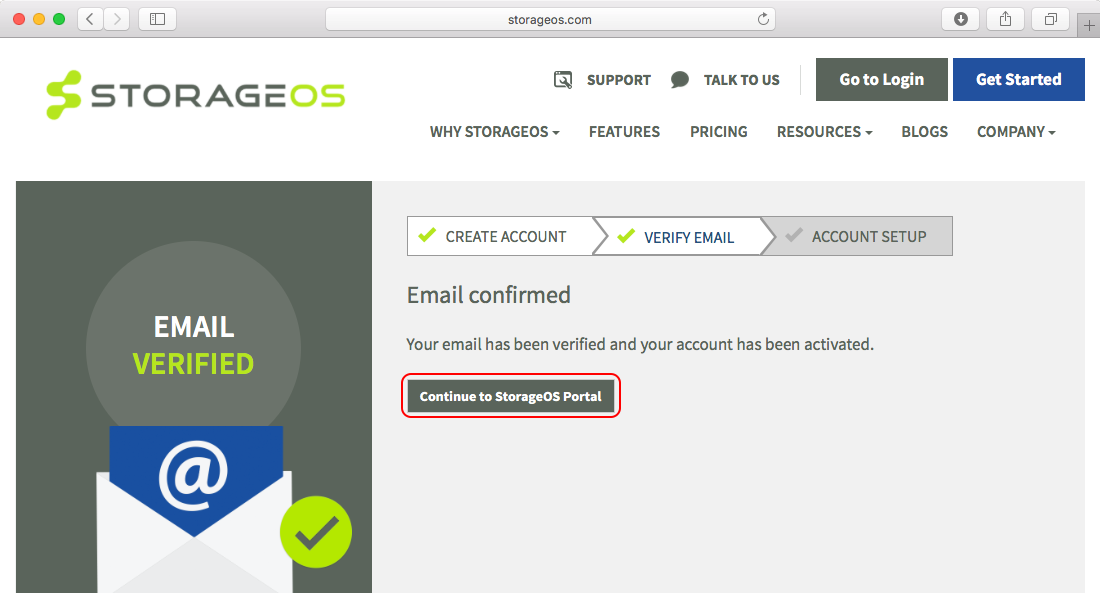 storageos.com
STORAGEOS
SUPPORT
TALK TO US
Go to Login
Get Started
WHY STORAGEOS
FEATURES
PRICING
RESOURCES
BLOGS
COMPANY
EMAIL
VERIFIED
@
CREATE ACCOUNT
VERIFY EMAIL
ACCOUNT SETUP
Email confirmed
Your email has been verified and your account has been activated.
Continue to StorageOS Portal